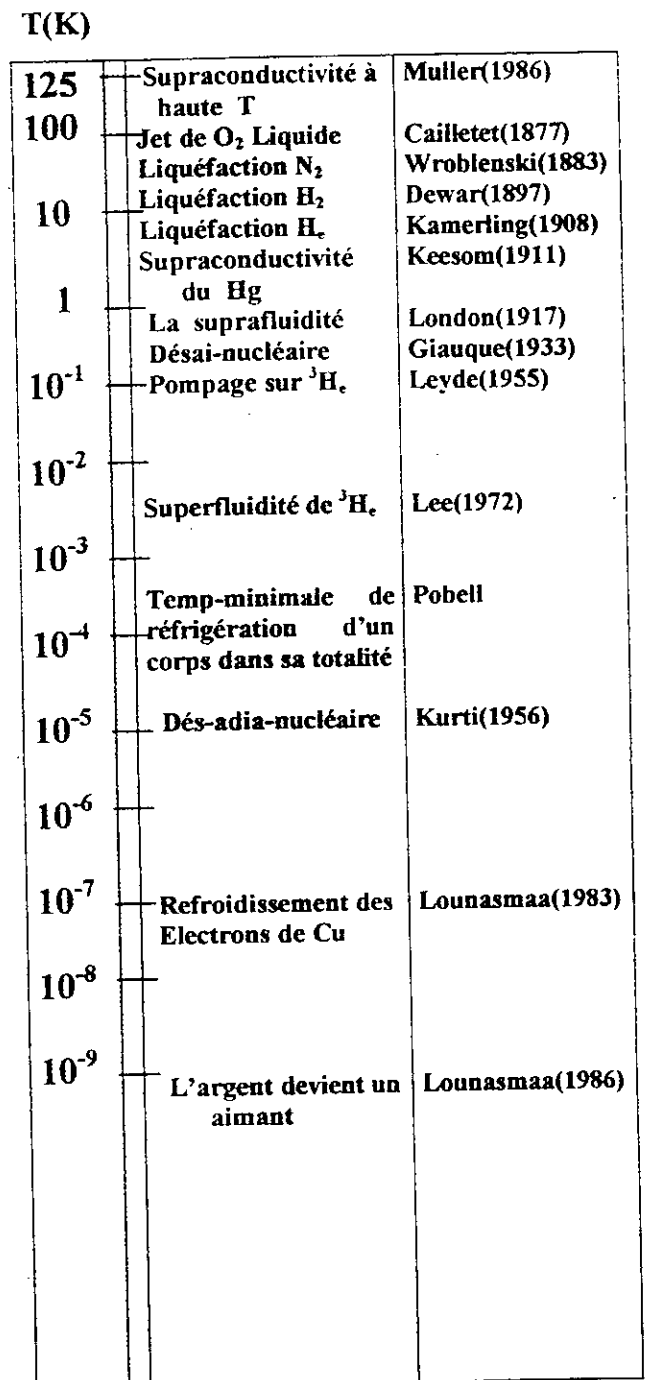 T(K)
125 Supraconductivité à Muller(1986)
haute T
100 Jet de O₂ Liquide Cailletet(1877)
Liquéfaction N₂ Wroblenski(1883)
Liquéfaction H₂ Dewar(1897)
10 Liquéfaction Hₑ Kamerling(1908)
Supraconductivité Keesom(1911)
du Hg
1 La suprafluidité London(1917)
Désai-nucléaire Giauque(1933)
10⁻¹ Pompage sur ³Hₑ Leyde(1955)
10⁻²
Superfluidité de ³Hₑ Lee(1972)
10⁻³
Temp-minimale de Pobell
10⁻⁴ réfrigération d'un
corps dans sa totalité
10⁻⁵ Dés-adia-nucléaire Kurti(1956)
10⁻⁶
10⁻⁷ Refroidissement des Lounasmaa(1983)
Electrons de Cu
10⁻⁸
10⁻⁹ L'argent devient un Lounasmaa(1986)
aimant